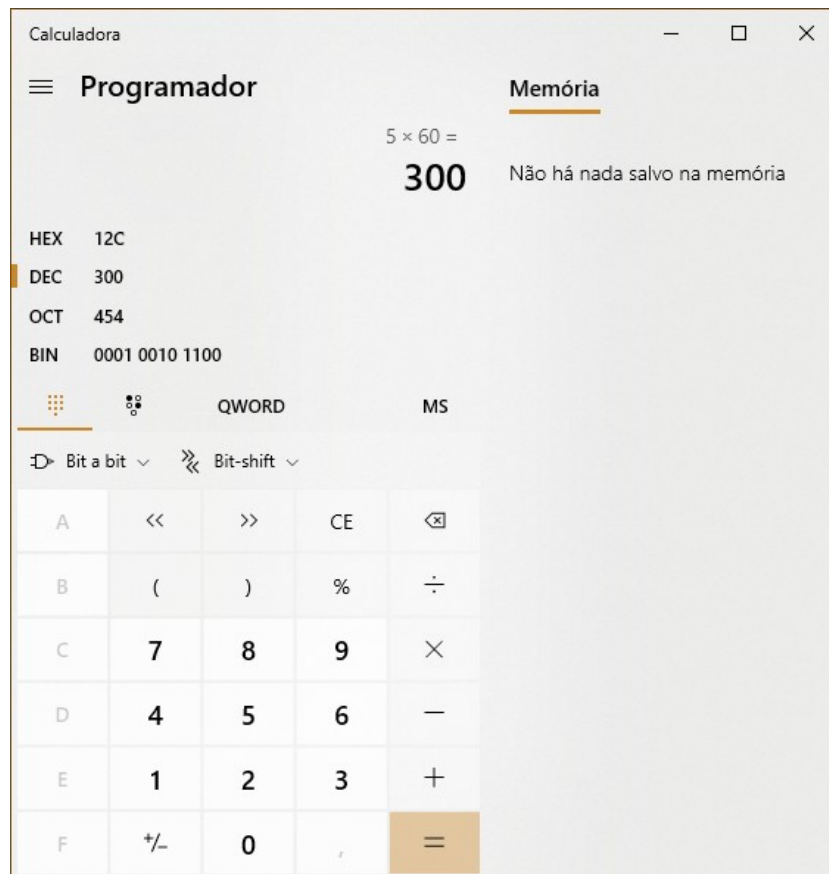 Calculadora
Programador
Memória
5 × 60 =
300
Não há nada salvo na memória
HEX 12C
DEC 300
OCT 454
BIN 0001 0010 1100
QWORD MS
Bit a bit Bit-shift
A << >> CE
B ( ) % ÷
C 7 8 9 ×
D 4 5 6 −
E 1 2 3 +
F +/− 0 , =